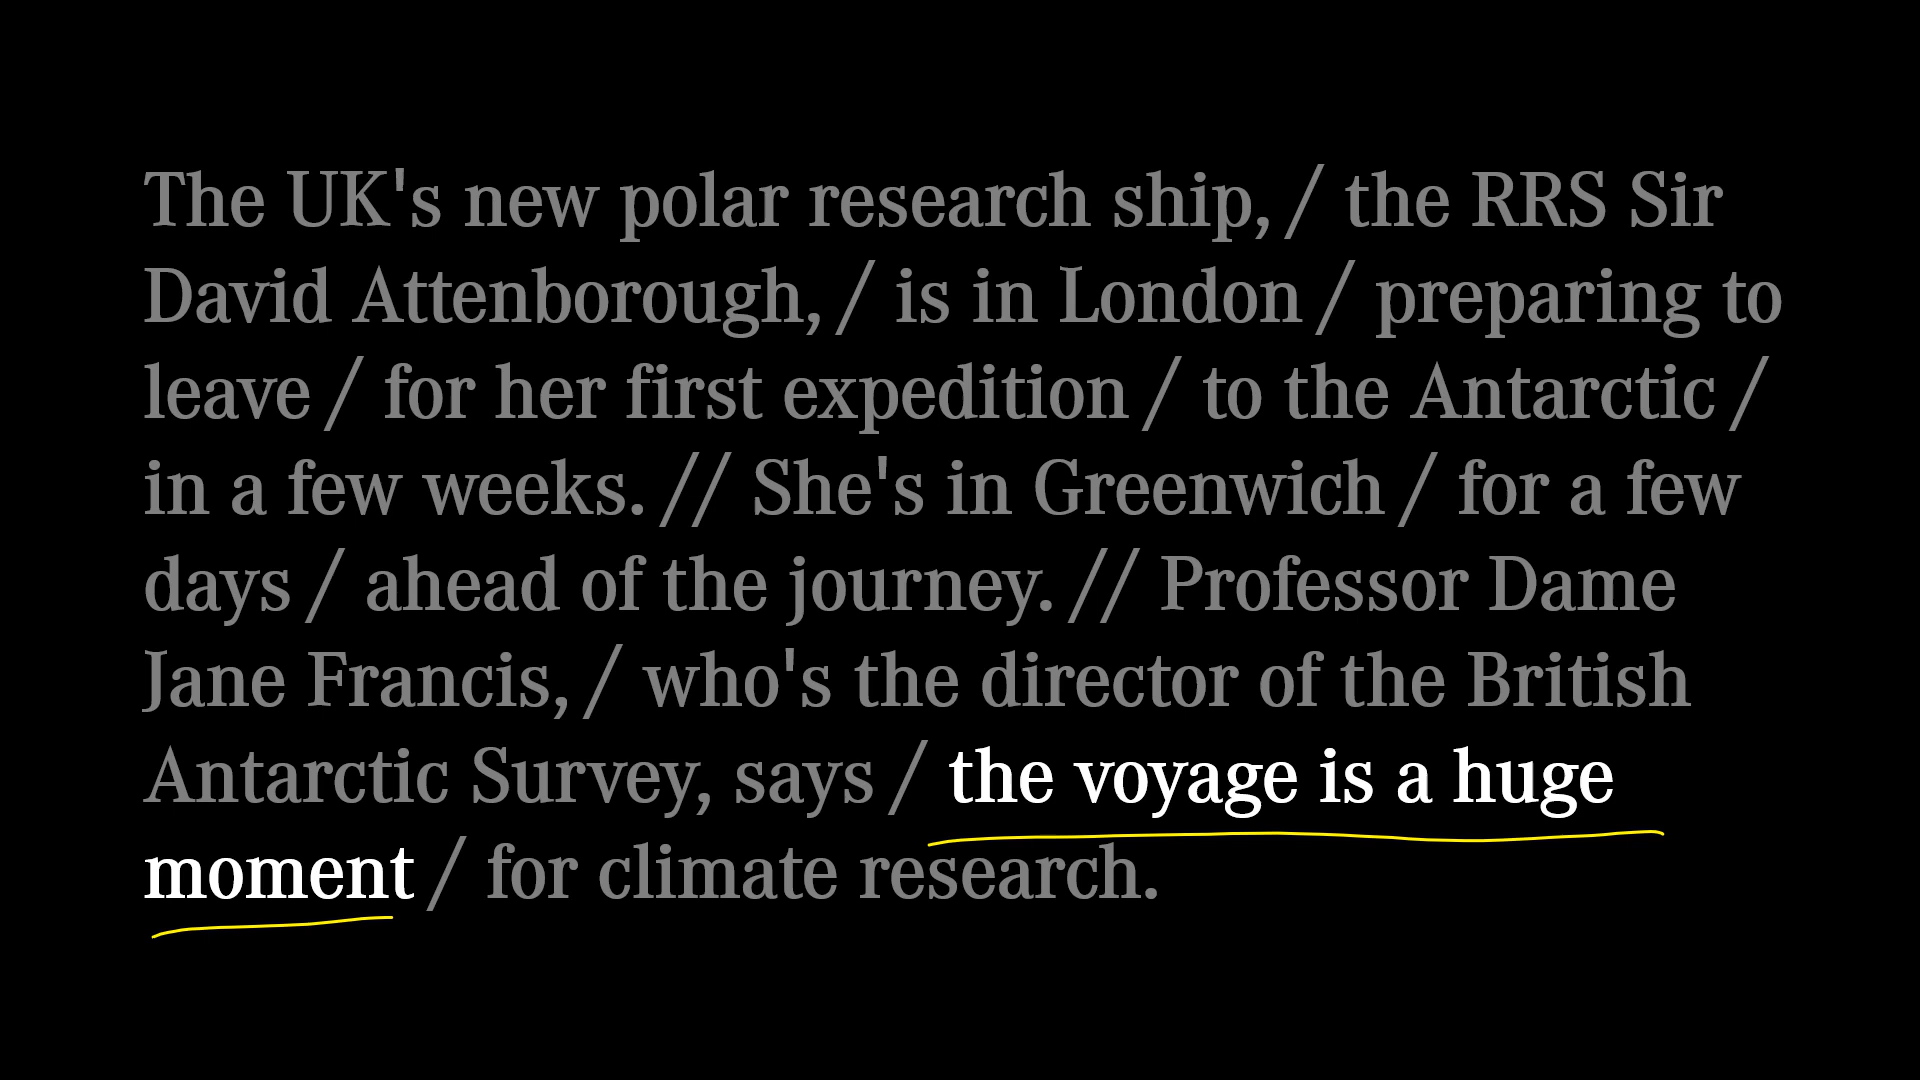 The UK's new polar research ship, / the RRS Sir
David Attenborough, / is in London / preparing to
leave / for her first expedition / to the Antarctic /
in a few weeks. // She's in Greenwich / for a few
days / ahead of the journey. // Professor Dame
Jane Francis, / who's the director of the British
Antarctic Survey, says / the voyage is a huge
moment / for climate research.